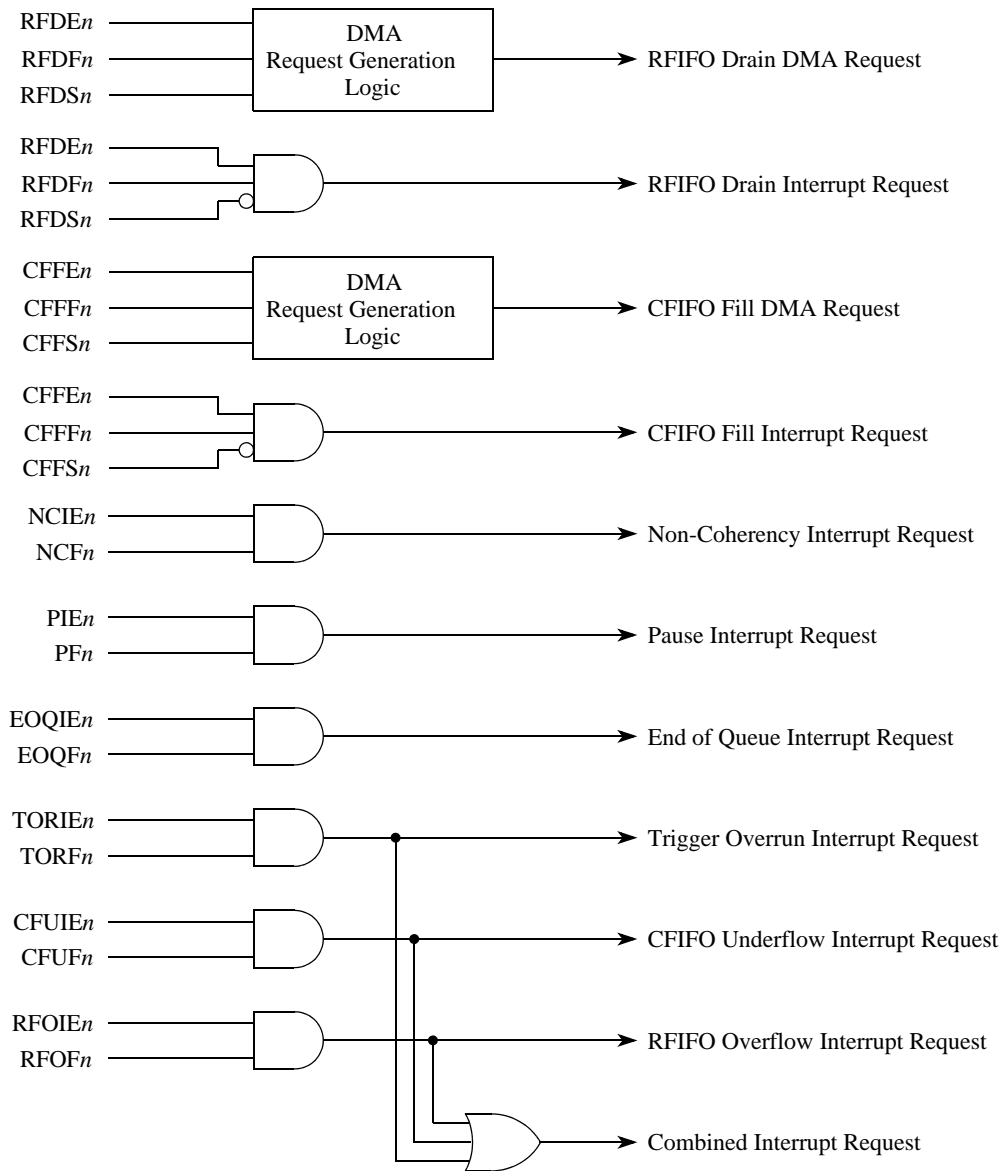 RFDEn
RFDFn
RFDSn
DMA
Request Generation
Logic
RFIFO Drain DMA Request
RFDEn
RFDFn
RFDSn
RFIFO Drain Interrupt Request
CFFEn
CFFFn
CFFSn
DMA
Request Generation
Logic
CFIFO Fill DMA Request
CFFEn
CFFFn
CFFSn
CFIFO Fill Interrupt Request
NCIEn
NCFn
Non-Coherency Interrupt Request
PIEn
PFn
Pause Interrupt Request
EOQIEn
EOQFn
End of Queue Interrupt Request
TORIEn
TORFn
Trigger Overrun Interrupt Request
CFUIEn
CFUFn
CFIFO Underflow Interrupt Request
RFOIEn
RFOFn
RFIFO Overflow Interrupt Request
Combined Interrupt Request